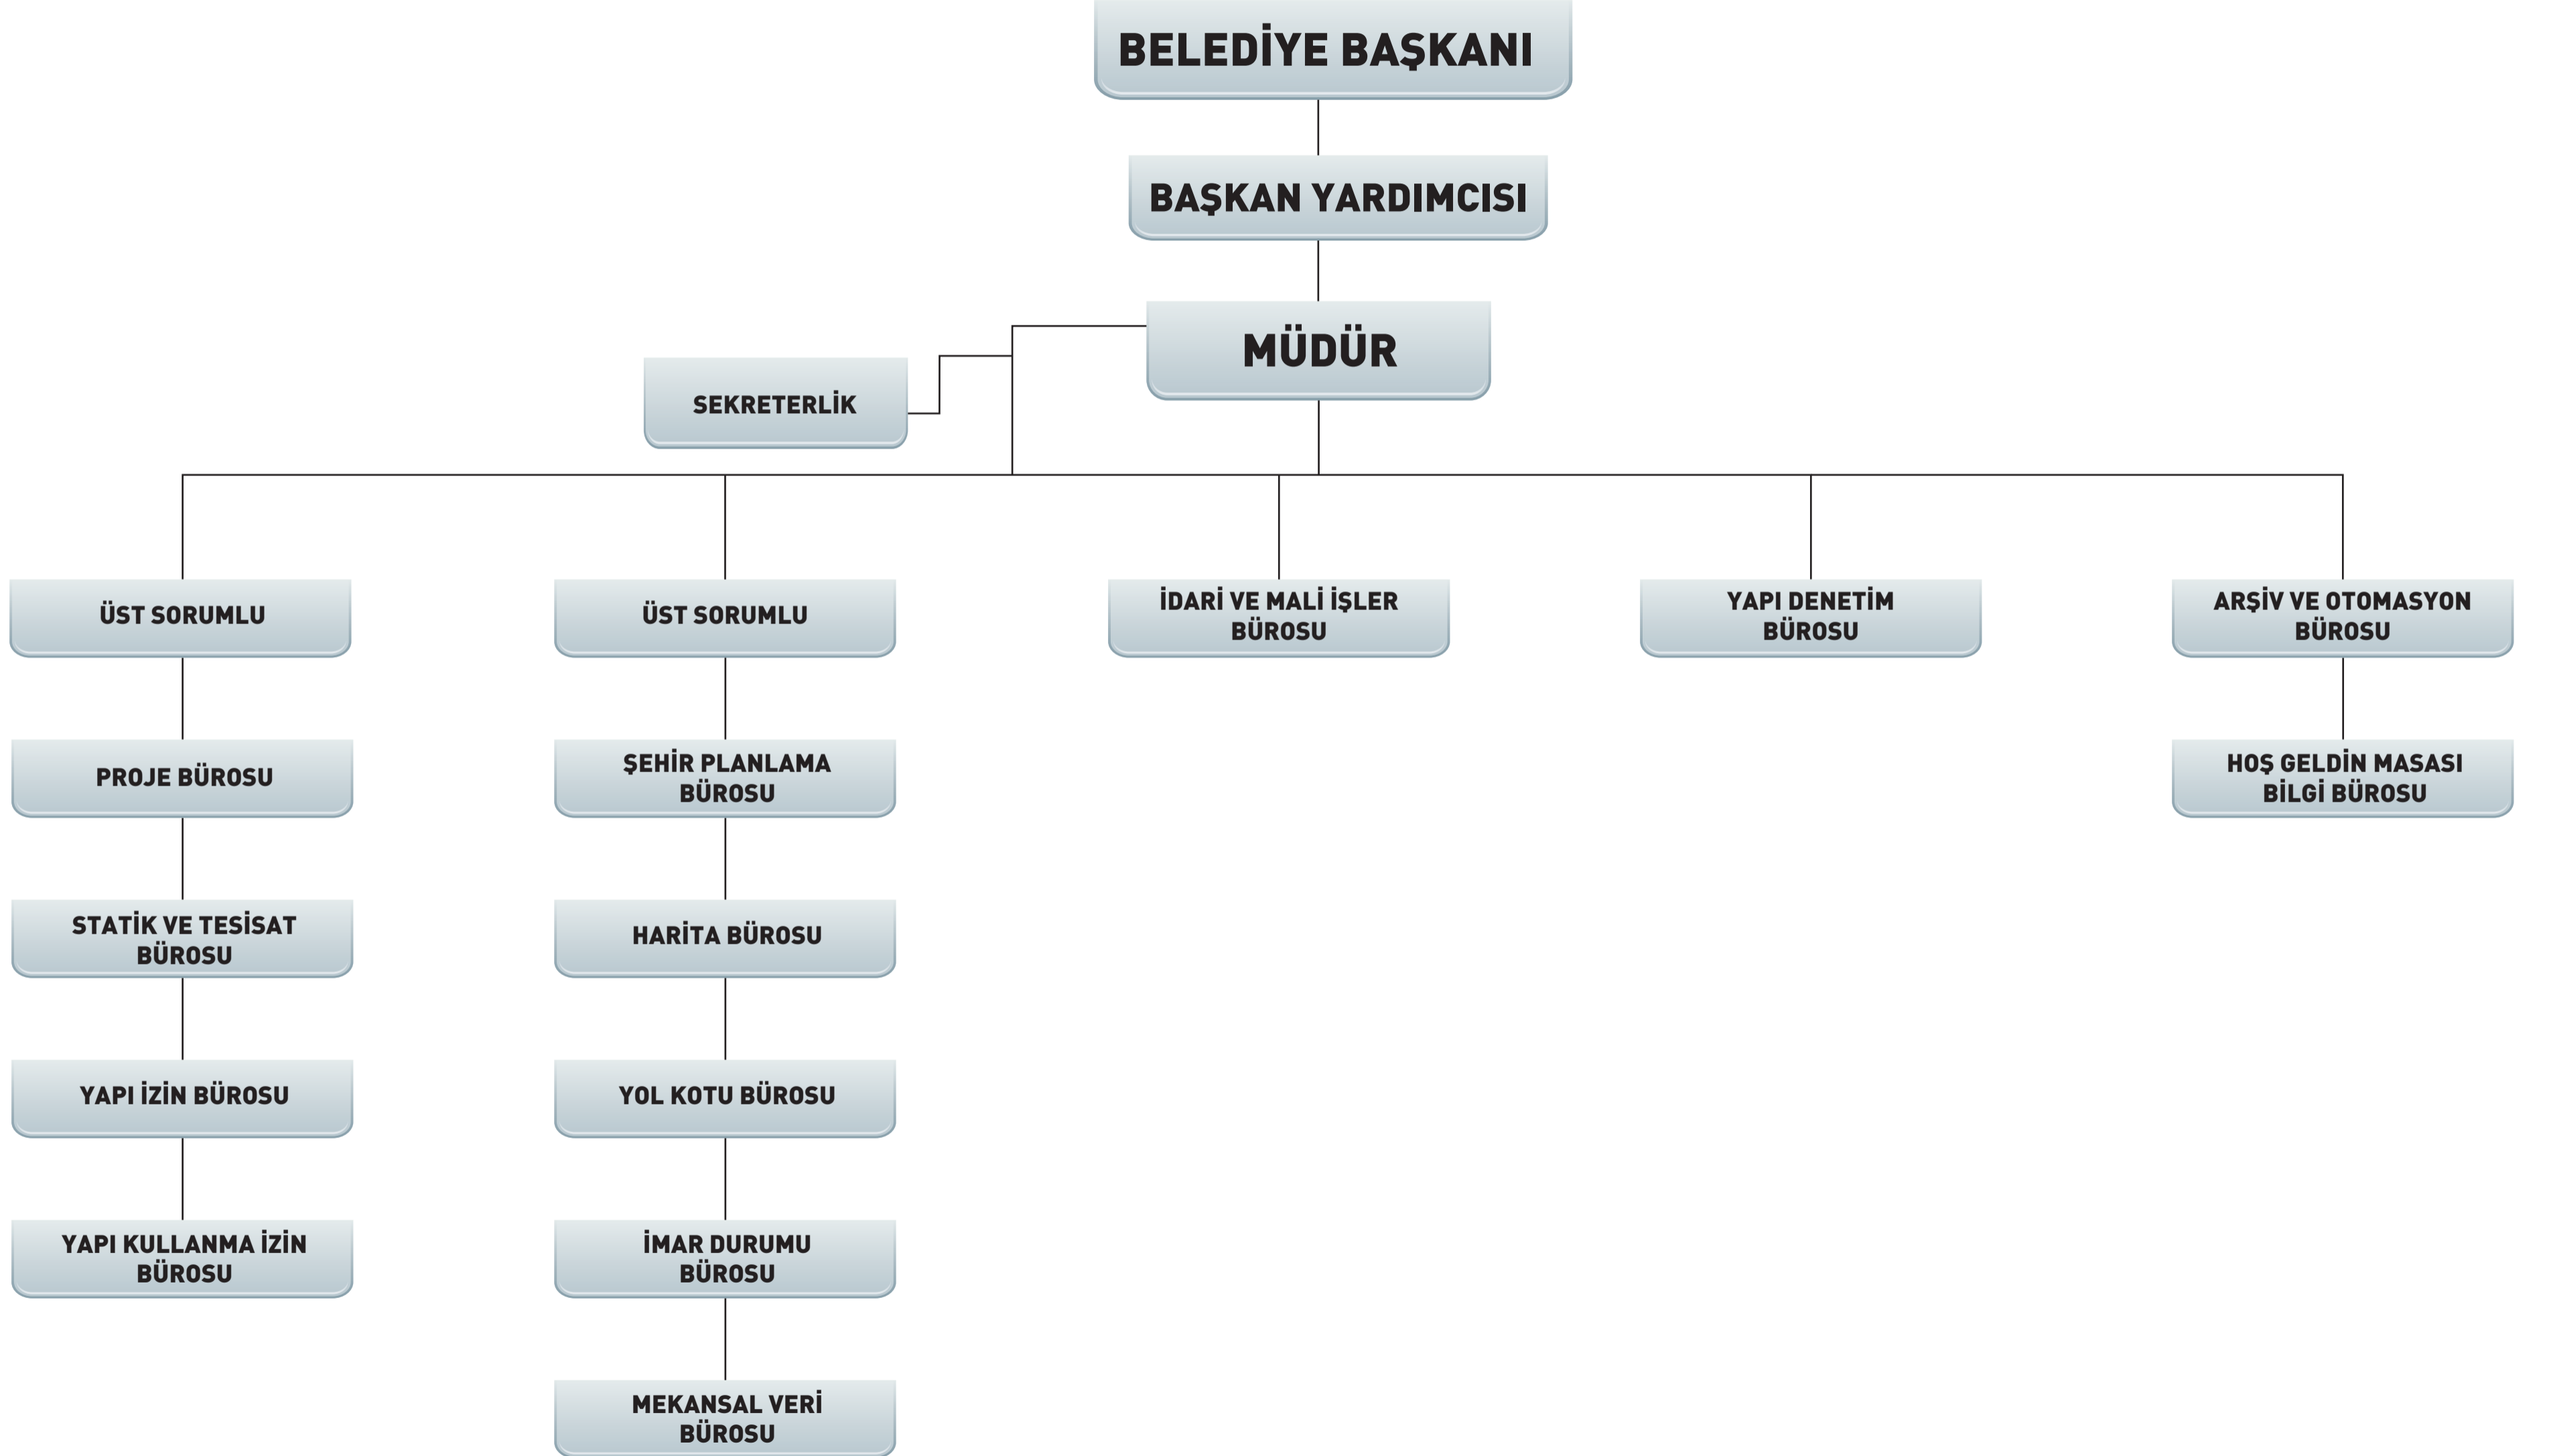 BELEDİYE BAŞKANI
BAŞKAN YARDIMCISI
MÜDÜR
SEKRETERLİK
ÜST SORUMLU
ÜST SORUMLU
İDARİ VE MALİ İŞLER
BÜROSU
YAPI DENETİM
BÜROSU
ARŞİV VE OTOMASYON
BÜROSU
PROJE BÜROSU
ŞEHİR PLANLAMA
BÜROSU
HOŞ GELDİN MASASI
BİLGİ BÜROSU
STATİK VE TESİSAT
BÜROSU
HARİTA BÜROSU
YAPI İZİN BÜROSU
YOL KOTU BÜROSU
YAPI KULLANMA İZİN
BÜROSU
İMAR DURUMU
BÜROSU
MEKANSAL VERİ
BÜROSU